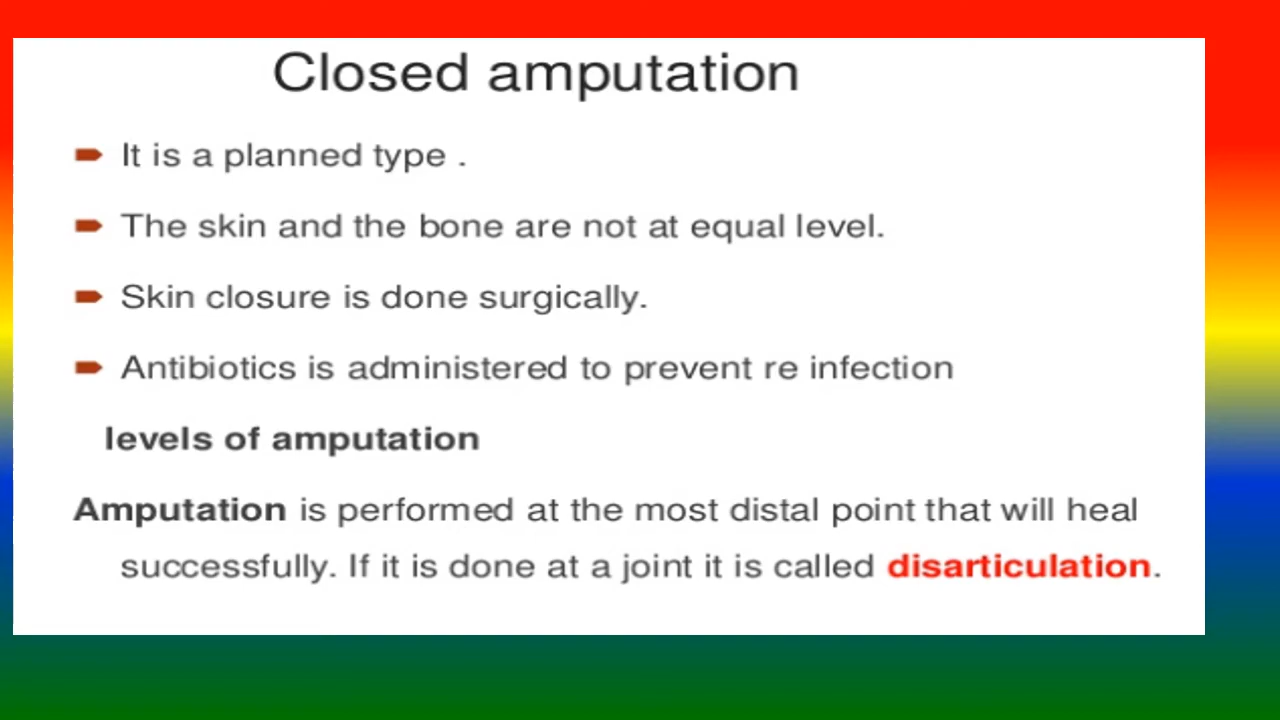 Closed amputation
It is a planned type .
The skin and the bone are not at equal level.
Skin closure is done surgically.
Antibiotics is administered to prevent re infection
levels of amputation
Amputation is performed at the most distal point that will heal
successfully. If it is done at a joint it is called disarticulation.